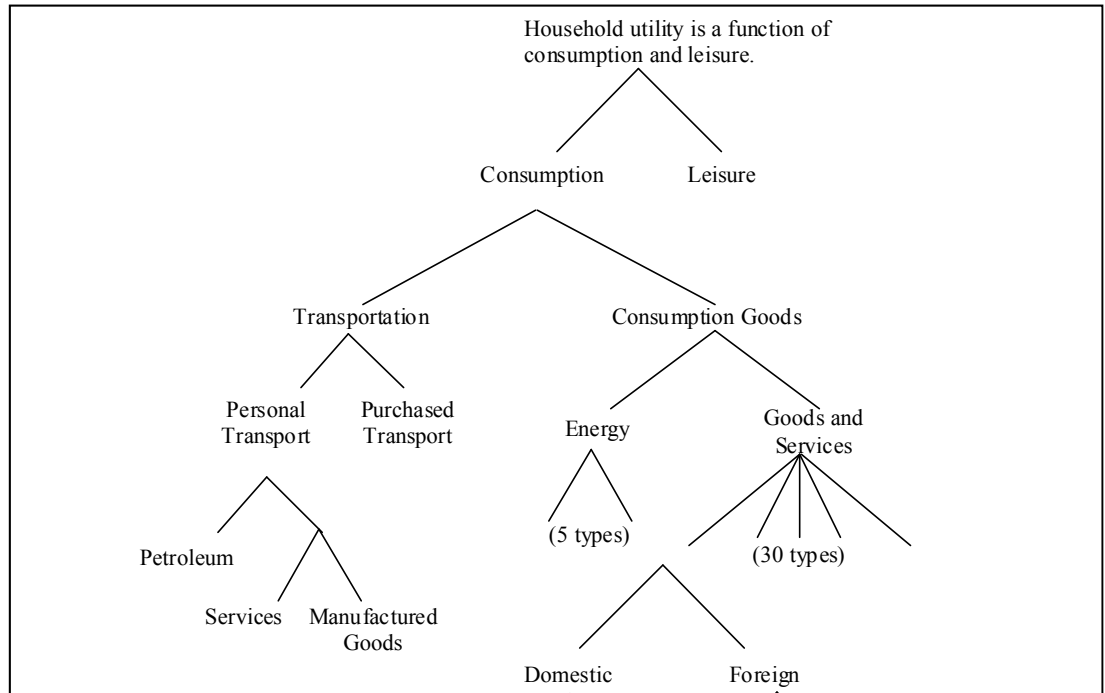 Household utility is a function of
consumption and leisure.
Consumption
Leisure
Transportation
Consumption Goods
Personal
Transport
Purchased
Transport
Energy
Goods and
Services
(5 types)
(30 types)
Petroleum
Services
Manufactured
Goods
Domestic
Foreign